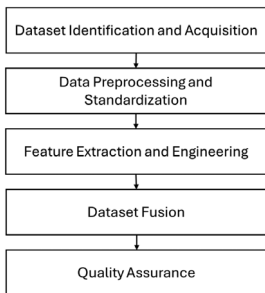 Dataset Identification and Acquisition
Data Preprocessing and
Standardization
Feature Extraction and Engineering
Dataset Fusion
Quality Assurance